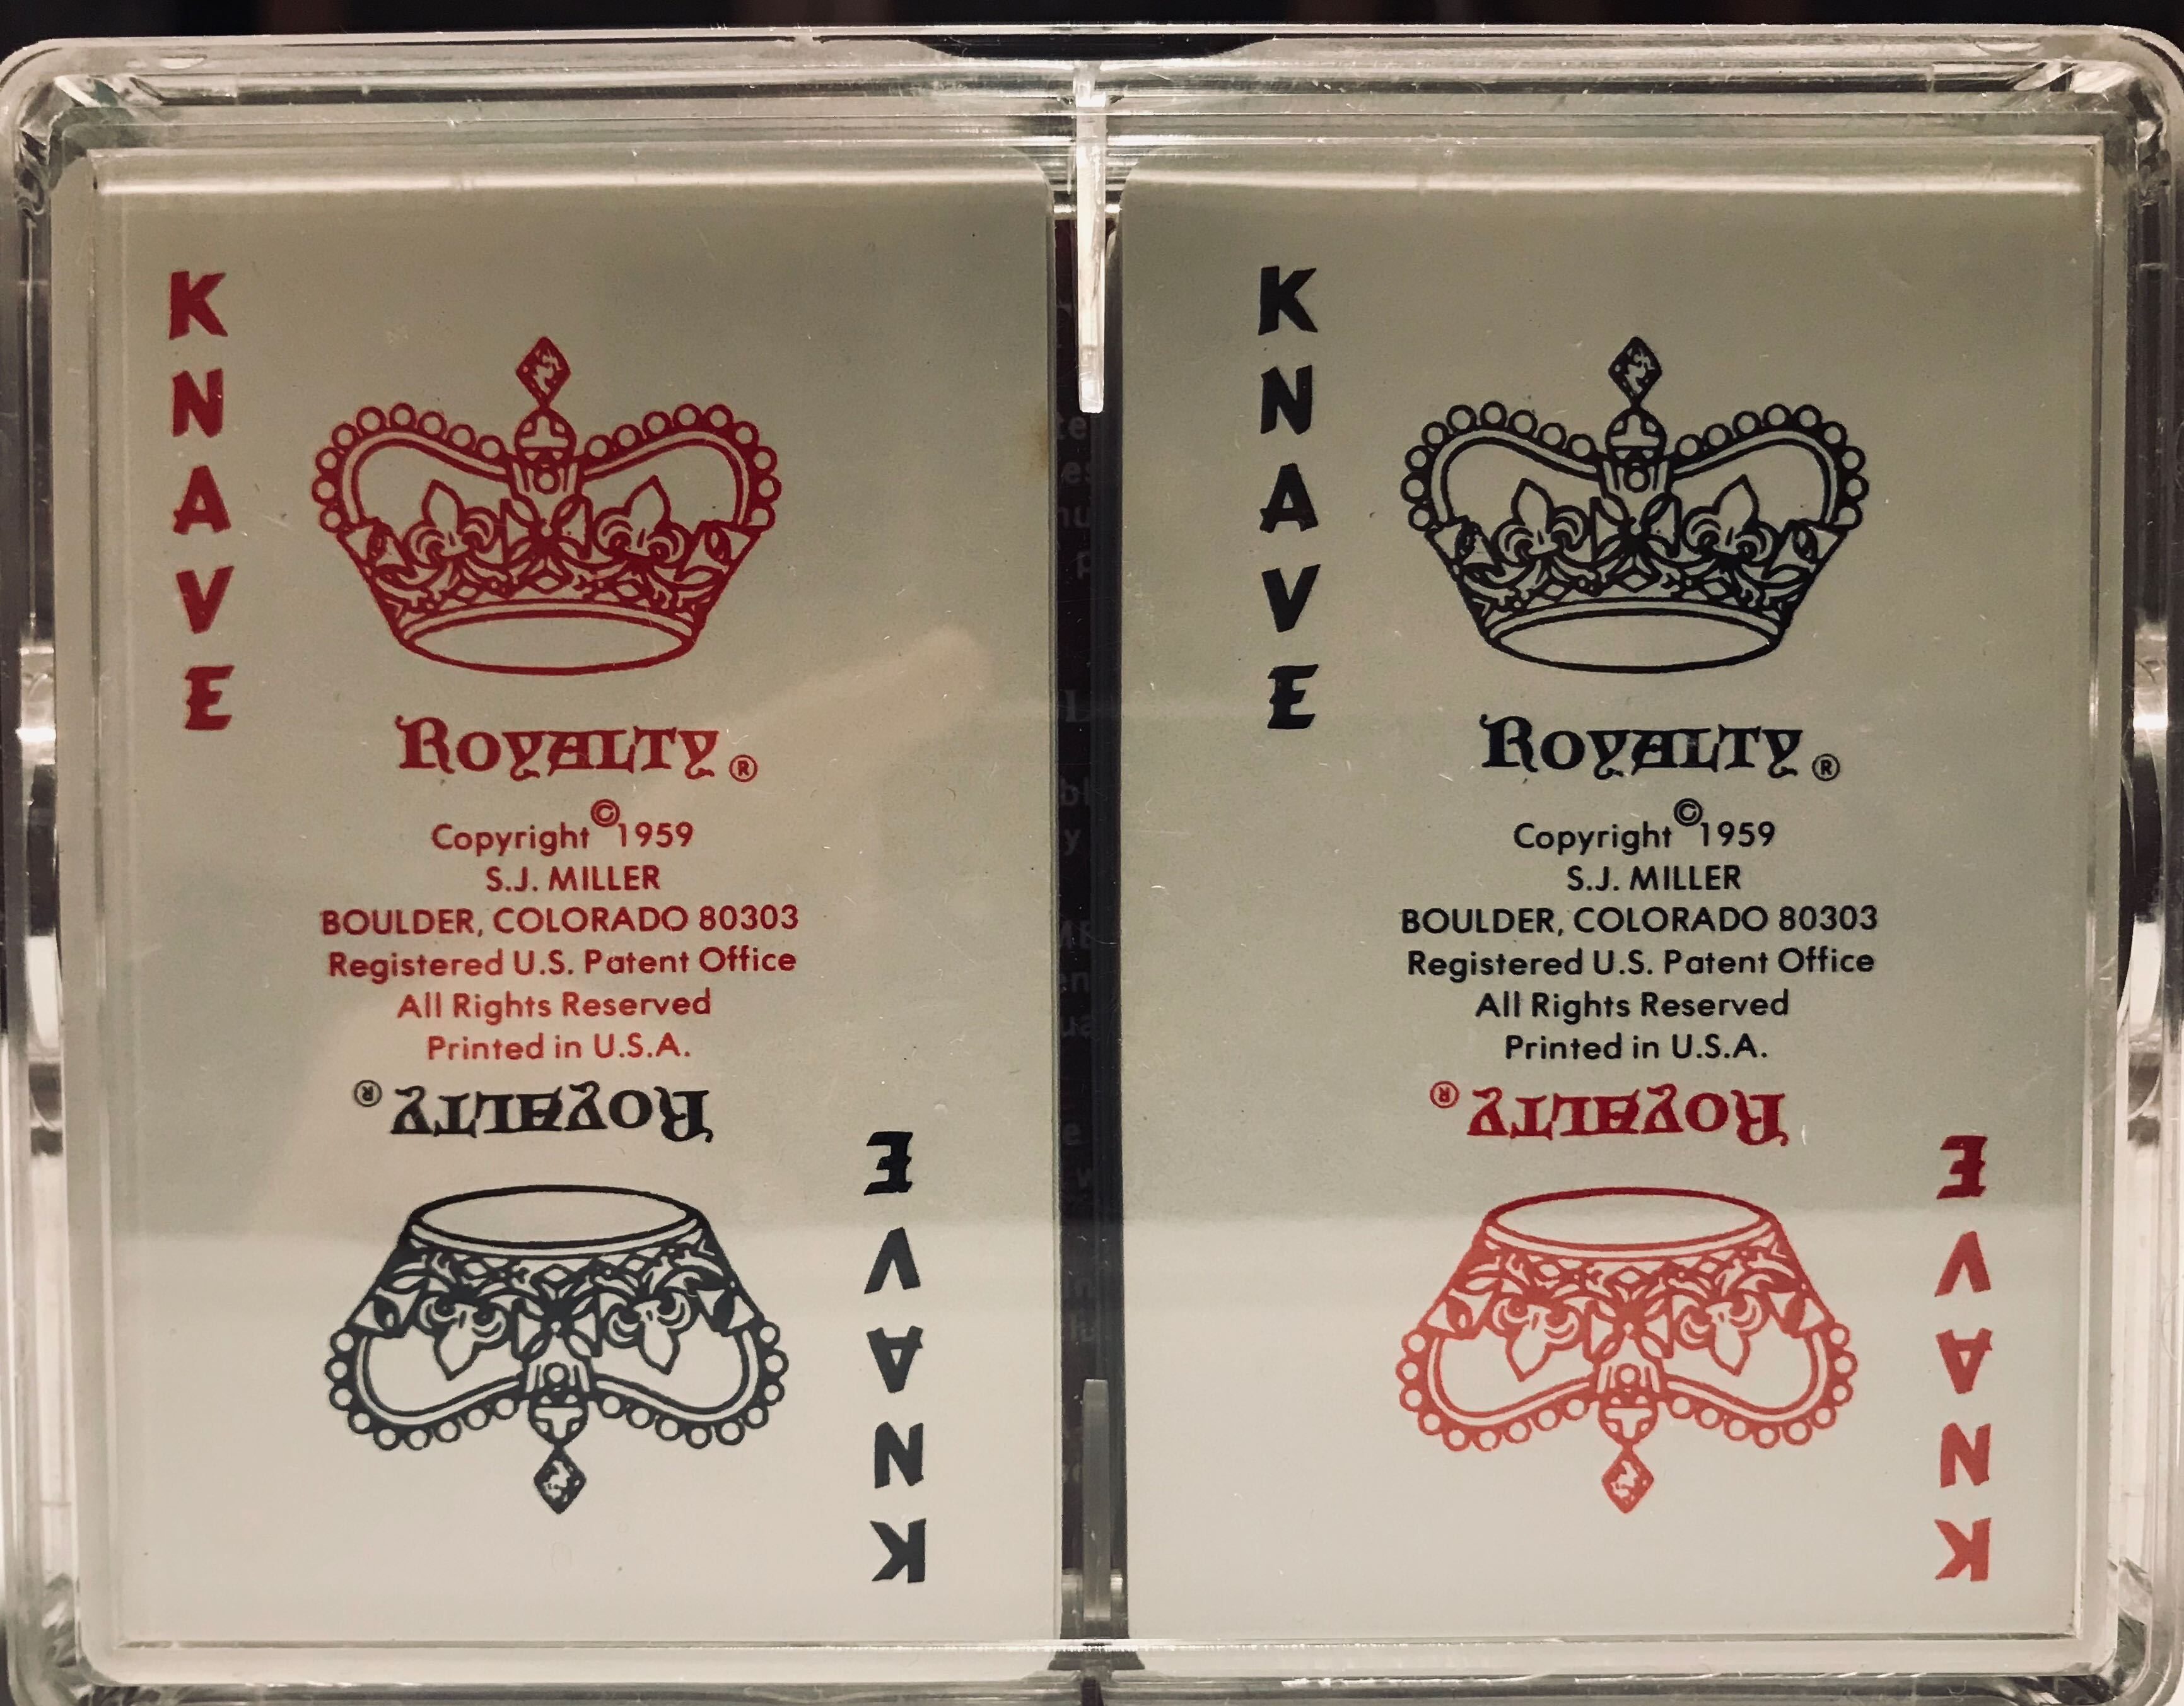 KNAVE
Royalty®
Copyright © 1959
S.J. MILLER
BOULDER, COLORADO 80303
Registered U.S. Patent Office
All Rights Reserved
Printed in U.S.A.
Royalty®
KNAVE
KNAVE
Royalty®
Copyright © 1959
S.J. MILLER
BOULDER, COLORADO 80303
Registered U.S. Patent Office
All Rights Reserved
Printed in U.S.A.
Royalty®
KNAVE